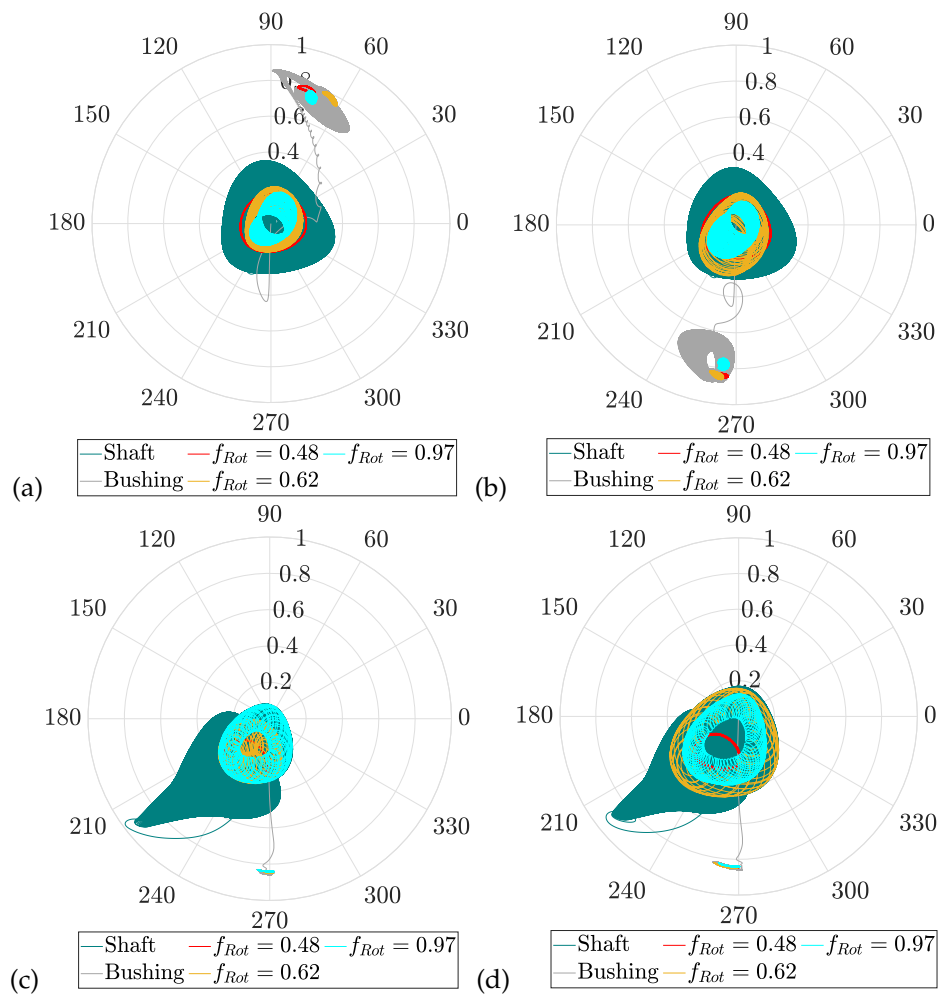 90 90
120 1 60 120 1 60
0.8 0.8
150 0.6 30 150 0.6 30
0.4 0.4
180 0 180 0
210 330 210 330
240 300 240 300
270 270
Shaft f_Rot = 0.48 f_Rot = 0.97 Shaft f_Rot = 0.48 f_Rot = 0.97
(a) Bushing f_Rot = 0.62 (b) Bushing f_Rot = 0.62
90 90
120 1 60 120 1 60
0.8 0.8
150 0.6 30 150 0.6 30
0.4 0.4
0.2 0.2
180 0 180 0
210 330 210 330
240 300 240 300
270 270
Shaft f_Rot = 0.48 f_Rot = 0.97 Shaft f_Rot = 0.48 f_Rot = 0.97
(c) Bushing f_Rot = 0.62 (d) Bushing f_Rot = 0.62